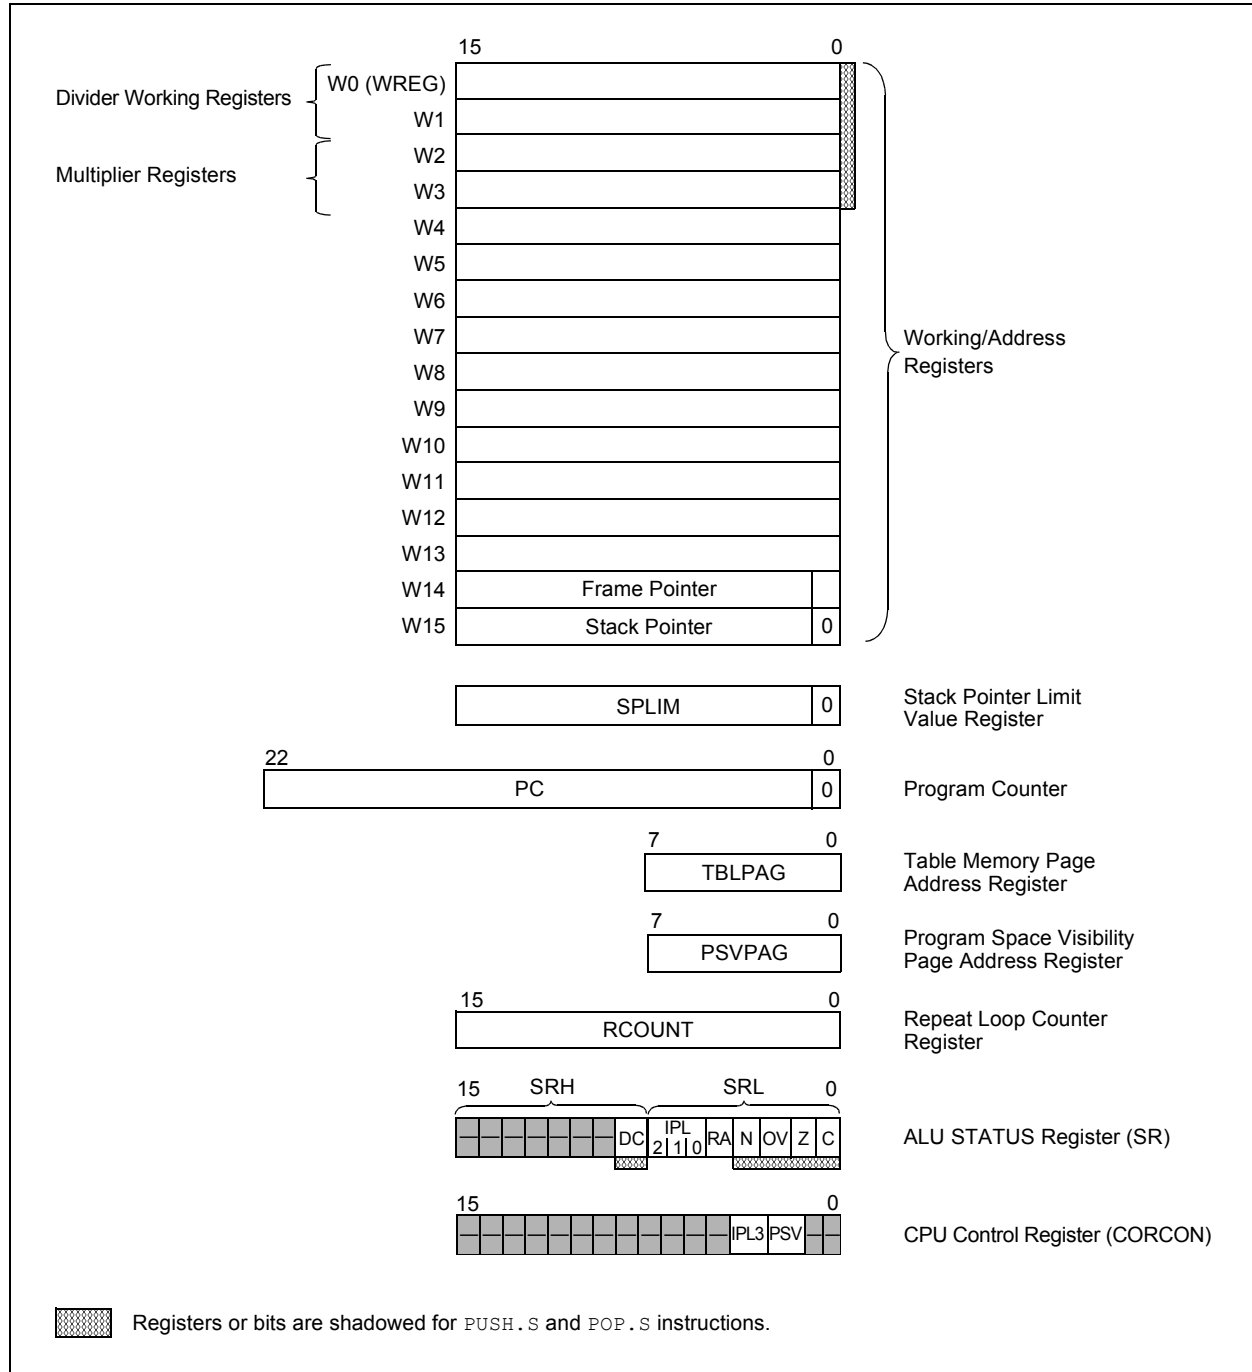 15 0
Divider Working Registers
W0 (WREG)
W1
Multiplier Registers
W2
W3
W4
W5
W6
W7
Working/Address
Registers
W8
W9
W10
W11
W12
W13
W14 Frame Pointer
W15 Stack Pointer 0
SPLIM 0
Stack Pointer Limit
Value Register
22 0
PC 0 Program Counter
7 0
TBLPAG
Table Memory Page
Address Register
7 0
PSVPAG
Program Space Visibility
Page Address Register
15 0
RCOUNT
Repeat Loop Counter
Register
15 SRH SRL 0
— — — — — — — DC IPL 2 1 0 RA N OV Z C ALU STATUS Register (SR)
15 0
— — — — — — — — — — — — IPL3 PSV — — CPU Control Register (CORCON)
Registers or bits are shadowed for PUSH.S and POP.S instructions.